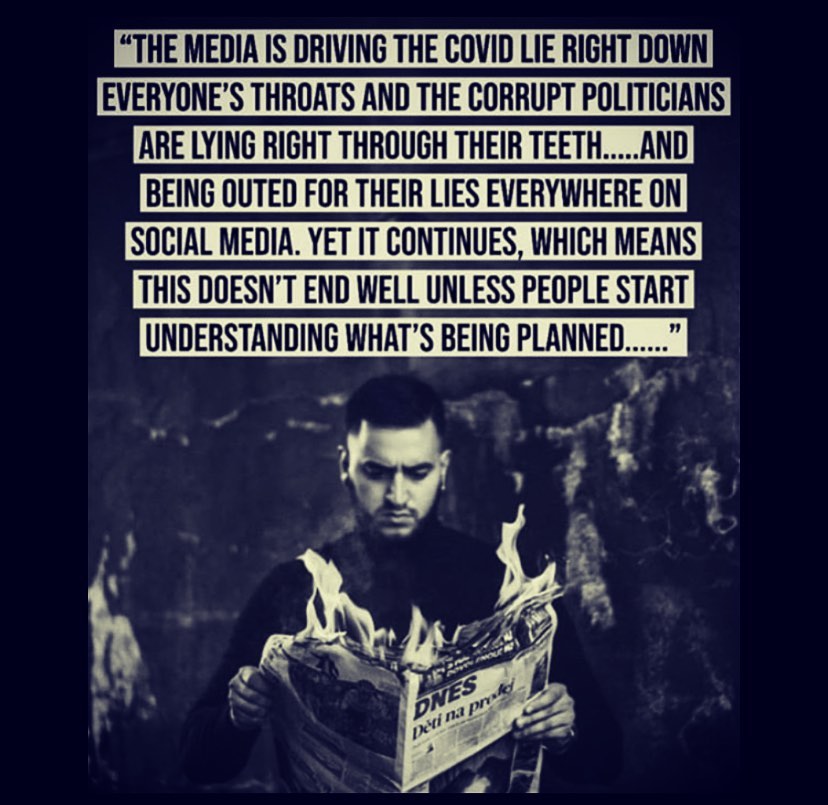 “THE MEDIA IS DRIVING THE COVID LIE RIGHT DOWN
EVERYONE’S THROATS AND THE CORRUPT POLITICIANS
ARE LYING RIGHT THROUGH THEIR TEETH.....AND
BEING OUTED FOR THEIR LIES EVERYWHERE ON
SOCIAL MEDIA. YET IT CONTINUES, WHICH MEANS
THIS DOESN’T END WELL UNLESS PEOPLE START
UNDERSTANDING WHAT’S BEING PLANNED......”
DNES
Děti na prodej